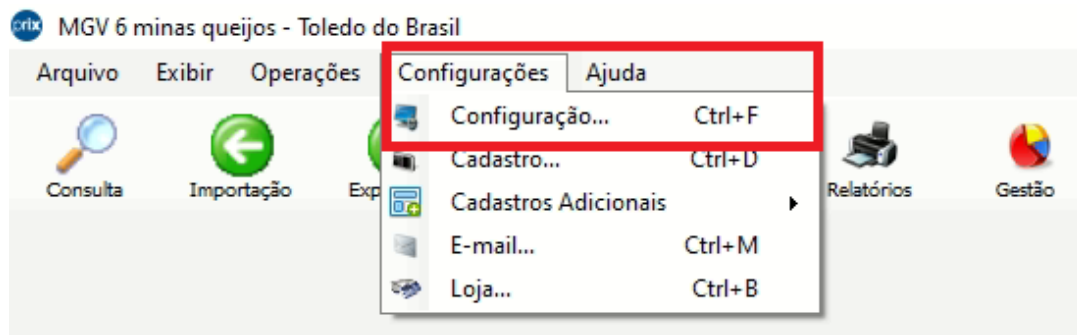 prix MGV 6 minas queijos - Toledo do Brasil
Arquivo Exibir Operações Configurações Ajuda
Configuração... Ctrl+F
Cadastro... Ctrl+D
Consulta Importação Exp Relatórios Gestão
Cadastros Adicionais
E-mail... Ctrl+M
Loja... Ctrl+B